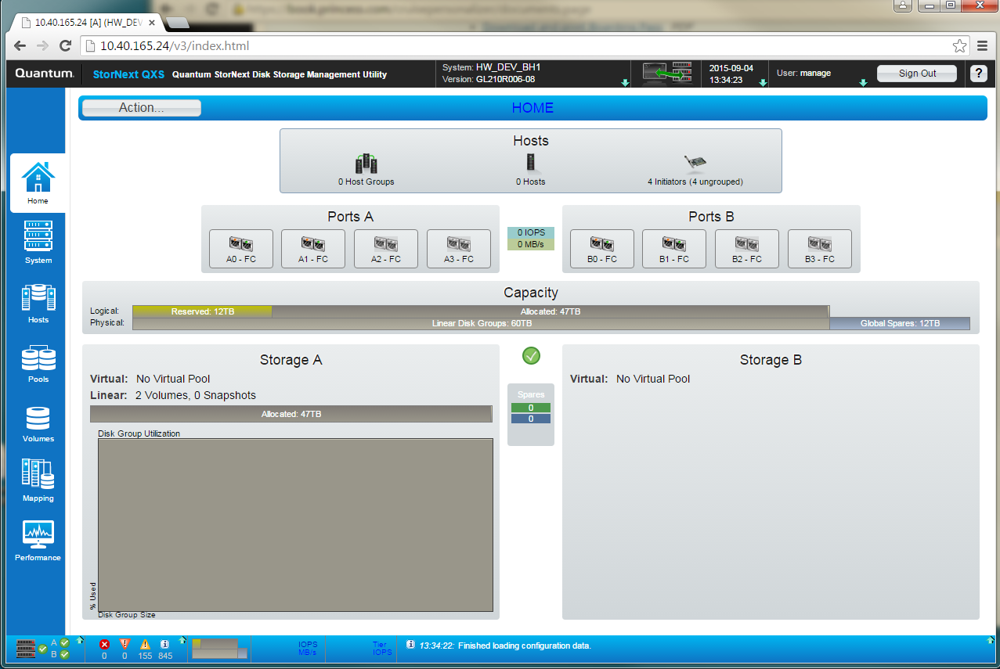 10.40.165.24 [A] (HW_DEV
10.40.165.24/v3/index.html
Quantum.
StorNext QXS Quantum StorNext Disk Storage Management Utility
System: HW_DEV_BH1
Version: GL210R006-08
2015-09-04
13:34:23
User: manage
Sign Out
?
Action...
HOME
Hosts
0 Host Groups
0 Hosts
4 Initiators (4 ungrouped)
Ports A
A0 - FC
A1 - FC
A2 - FC
A3 - FC
0 IOPS
0 MB/s
Ports B
B0 - FC
B1 - FC
B2 - FC
B3 - FC
Capacity
Logical: Reserved: 12TB Allocated: 47TB
Physical: Linear Disk Groups: 60TB Global Spares: 12TB
Storage A
Virtual: No Virtual Pool
Linear: 2 Volumes, 0 Snapshots
Allocated: 47TB
Disk Group Utilization
% Used
Disk Group Size
Spares
0
0
Storage B
Virtual: No Virtual Pool
Home
System
Hosts
Pools
Volumes
Mapping
Performance
A
B
0 0 155 845
IOPS
MB/s
Tier
IOPS
13:34:22: Finished loading configuration data.